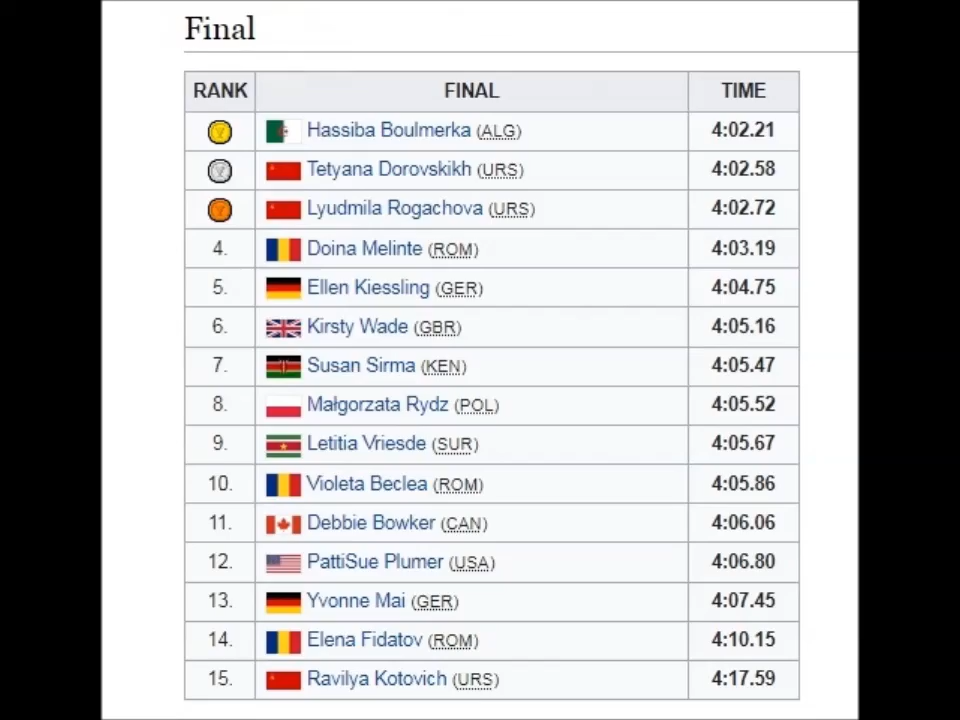 Final
RANK FINAL TIME
Hassiba Boulmerka (ALG) 4:02.21
Tetyana Dorovskikh (URS) 4:02.58
Lyudmila Rogachova (URS) 4:02.72
4. Doina Melinte (ROM) 4:03.19
5. Ellen Kiessling (GER) 4:04.75
6. Kirsty Wade (GBR) 4:05.16
7. Susan Sirma (KEN) 4:05.47
8. Małgorzata Rydz (POL) 4:05.52
9. Letitia Vriesde (SUR) 4:05.67
10. Violeta Beclea (ROM) 4:05.86
11. Debbie Bowker (CAN) 4:06.06
12. PattiSue Plumer (USA) 4:06.80
13. Yvonne Mai (GER) 4:07.45
14. Elena Fidatov (ROM) 4:10.15
15. Ravilya Kotovich (URS) 4:17.59